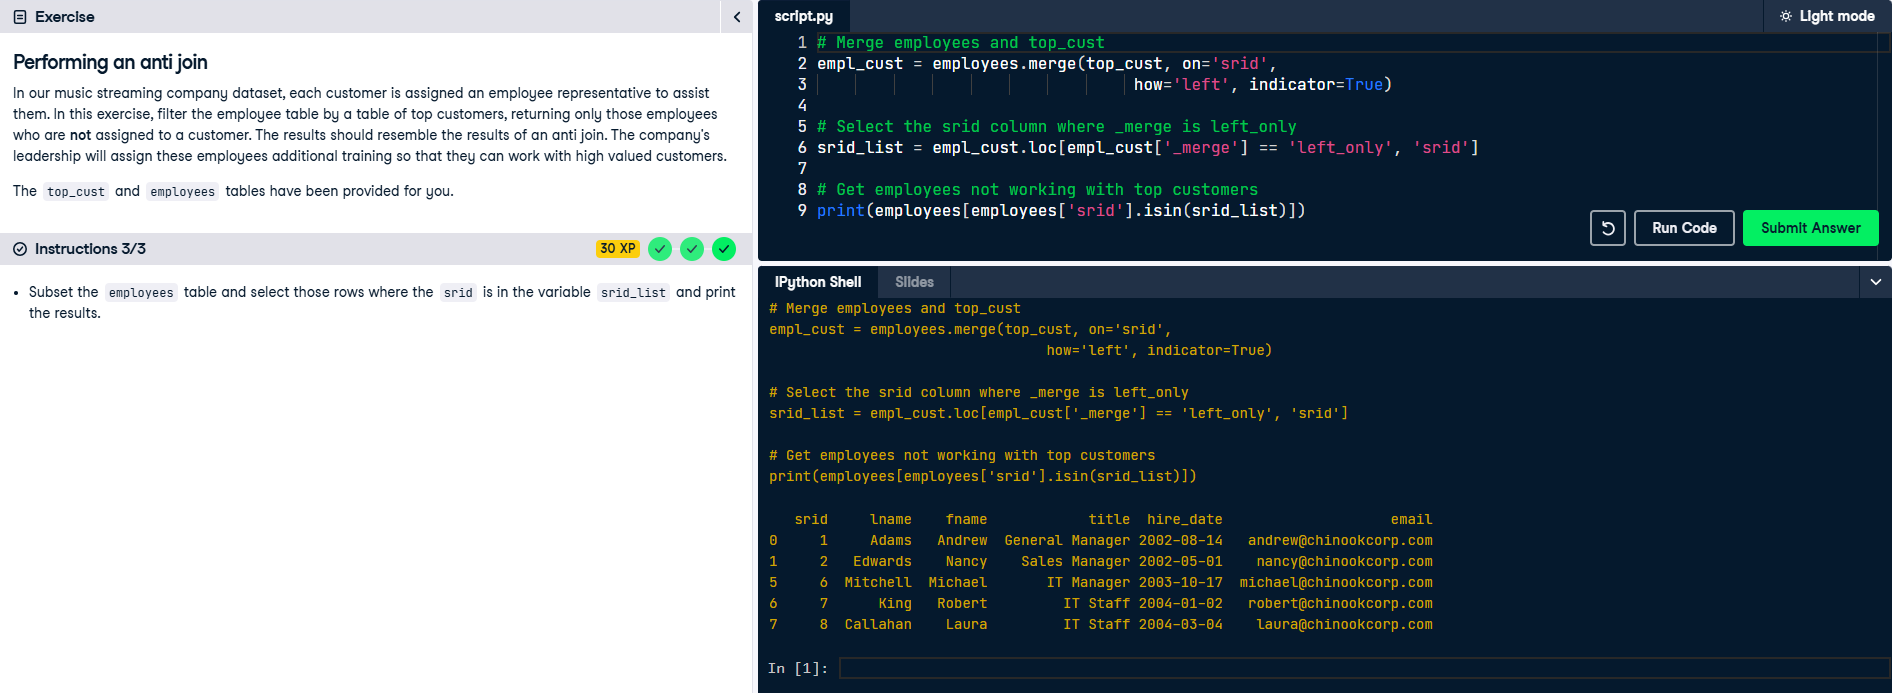 Exercise
Performing an anti join
In our music streaming company dataset, each customer is assigned an employee representative to assist
them. In this exercise, filter the employee table by a table of top customers, returning only those employees
who are not assigned to a customer. The results should resemble the results of an anti join. The company's
leadership will assign these employees additional training so that they can work with high valued customers.
The top_cust and employees tables have been provided for you.
Instructions 3/3
30 XP
• Subset the employees table and select those rows where the srid is in the variable srid_list and print
the results.
script.py
Light mode
1 # Merge employees and top_cust
2 empl_cust = employees.merge(top_cust, on='srid',
3                                  how='left', indicator=True)
4
5 # Select the srid column where _merge is left_only
6 srid_list = empl_cust.loc[empl_cust['_merge'] == 'left_only', 'srid']
7
8 # Get employees not working with top customers
9 print(employees[employees['srid'].isin(srid_list)])
Run Code
Submit Answer
IPython Shell
Slides
# Merge employees and top_cust
empl_cust = employees.merge(top_cust, on='srid',
                                 how='left', indicator=True)
# Select the srid column where _merge is left_only
srid_list = empl_cust.loc[empl_cust['_merge'] == 'left_only', 'srid']
# Get employees not working with top customers
print(employees[employees['srid'].isin(srid_list)])
   srid     lname    fname            title  hire_date                    email
0     1     Adams   Andrew  General Manager 2002-08-14   andrew@chinookcorp.com
1     2   Edwards    Nancy    Sales Manager 2002-05-01    nancy@chinookcorp.com
5     6  Mitchell  Michael       IT Manager 2003-10-17  michael@chinookcorp.com
6     7      King   Robert         IT Staff 2004-01-02   robert@chinookcorp.com
7     8  Callahan    Laura         IT Staff 2004-03-04    laura@chinookcorp.com
In [1]: